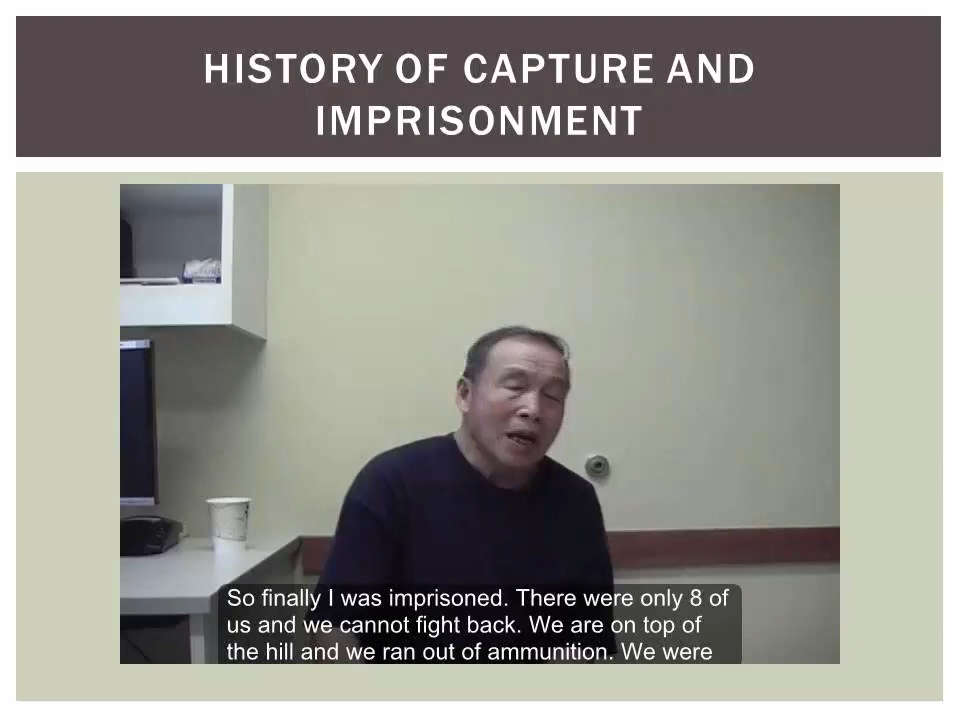 HISTORY OF CAPTURE AND
IMPRISONMENT
So finally I was imprisoned. There were only 8 of
us and we cannot fight back. We are on top of
the hill and we ran out of ammunition. We were